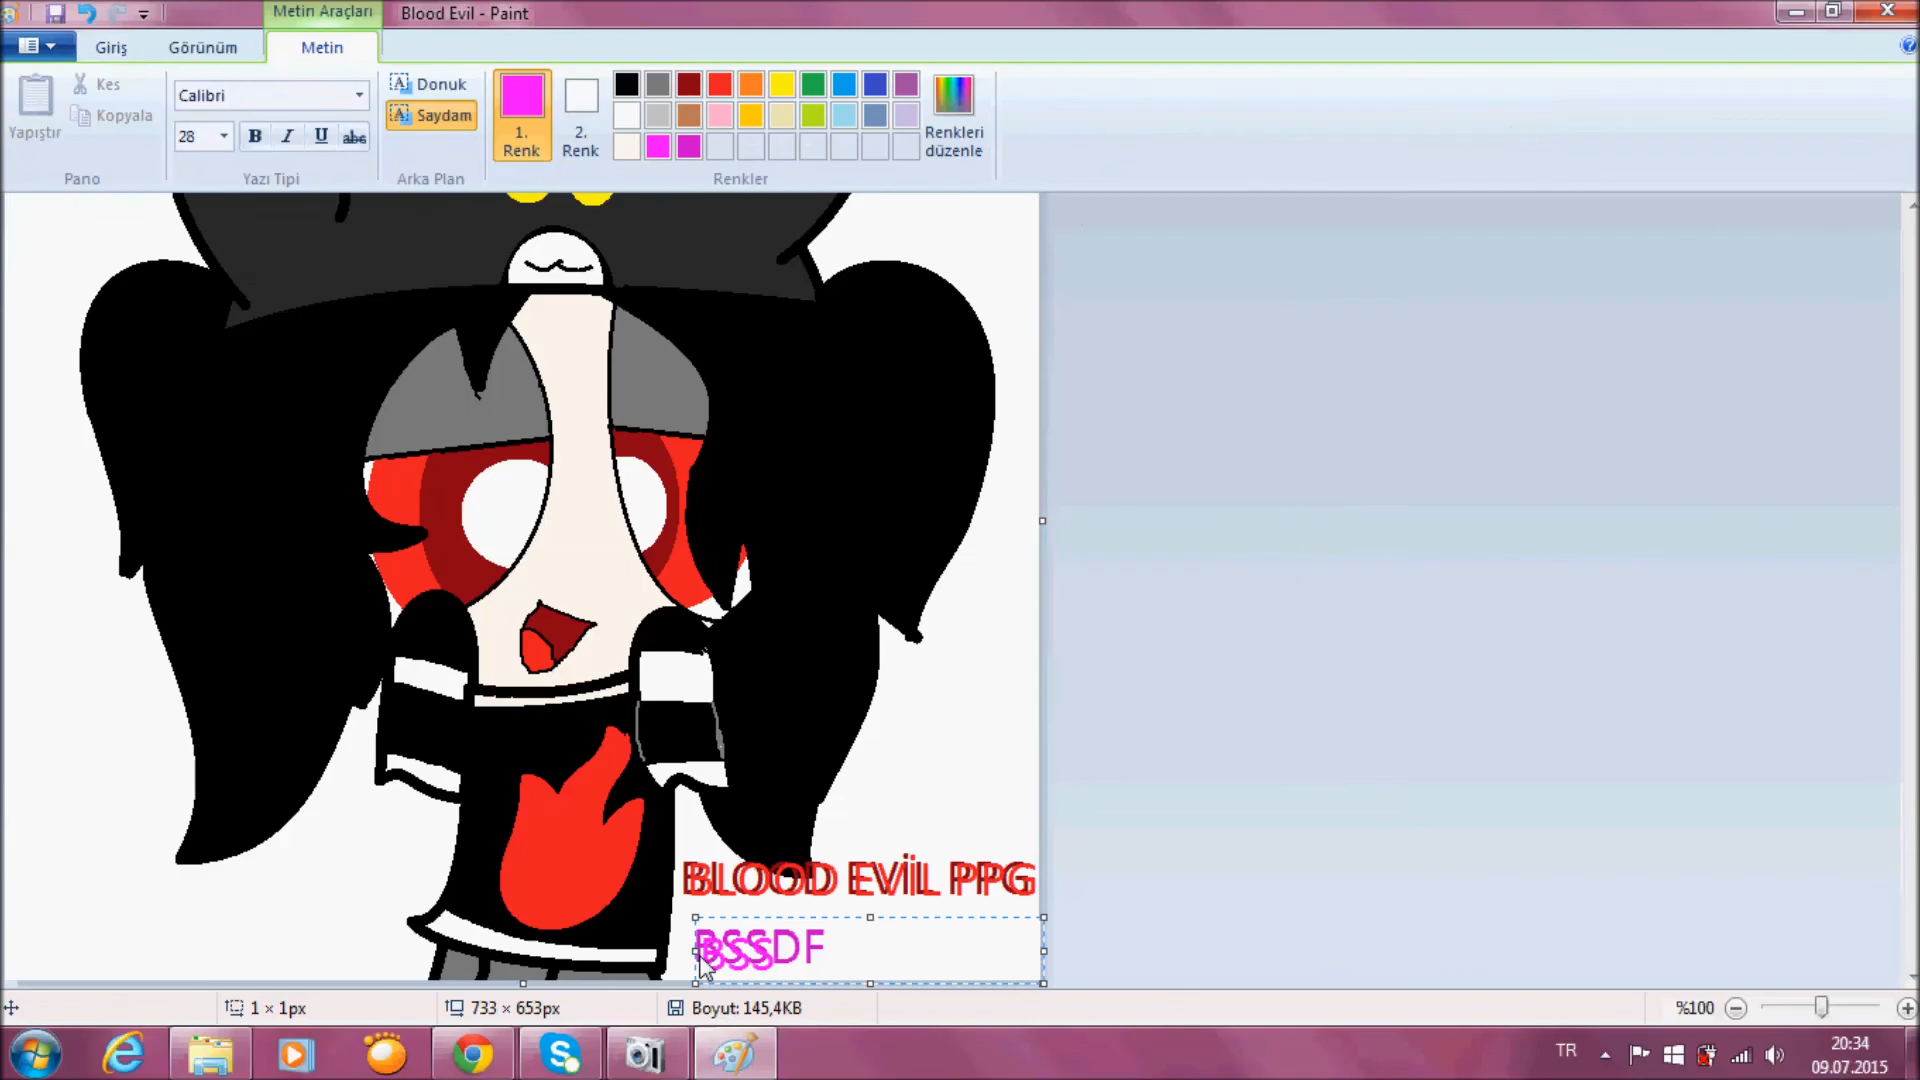 Metin Araçları
Blood Evil - Paint
Giriş
Görünüm
Metin
Yapıştır
Kes
Kopyala
Pano
Calibri
28
B I U abc
Yazı Tipi
Donuk
Saydam
Arka Plan
1. Renk
2. Renk
Renkleri düzenle
Renkler
BLOOD EVİL PPG
BSSDF
1 × 1px
733 × 653px
Boyut: 145,4KB
%100
TR
20:34
09.07.2015